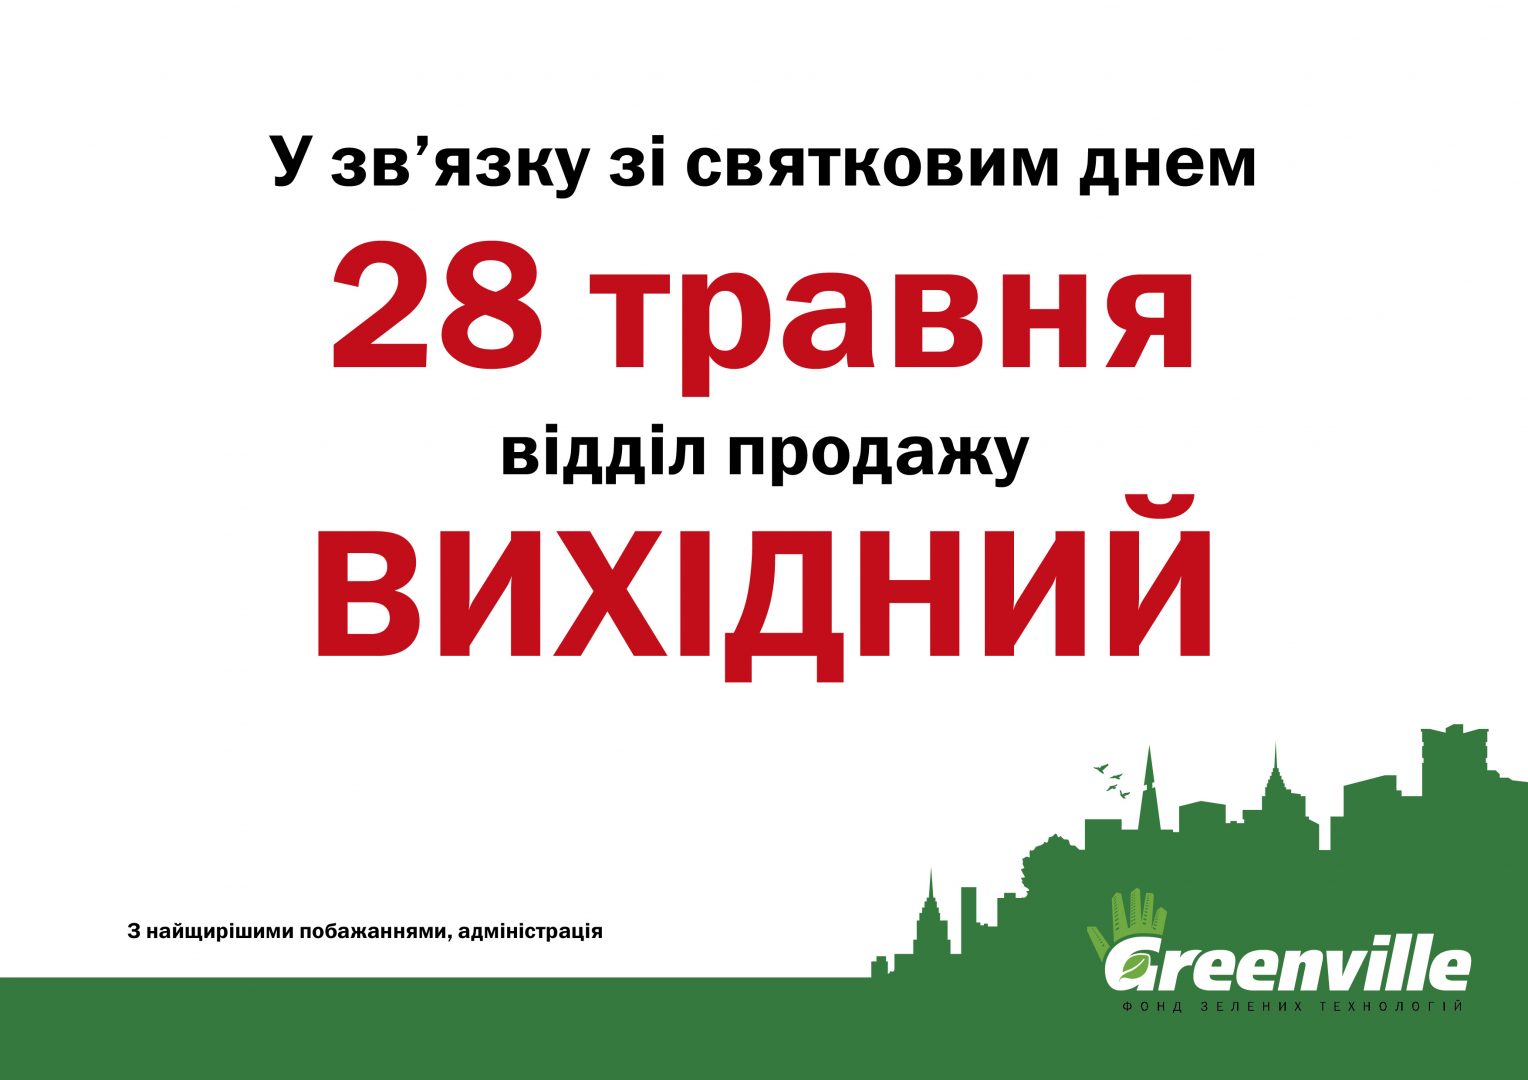 У зв’язку зі святковим днем
28 травня
відділ продажу
ВИХІДНИЙ
З найщирішими побажаннями, адміністрація
Greenville
ФОНД ЗЕЛЕНИХ ТЕХНОЛОГІЙ